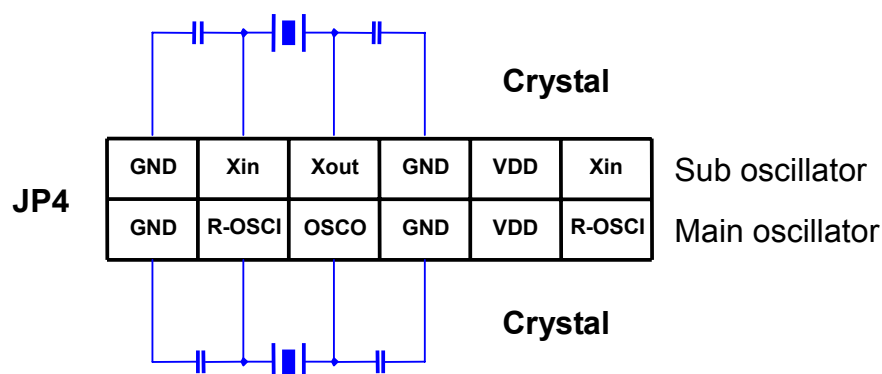 Crystal
GND Xin Xout GND VDD Xin Sub oscillator
JP4
GND R-OSCI OSCO GND VDD R-OSCI Main oscillator
Crystal